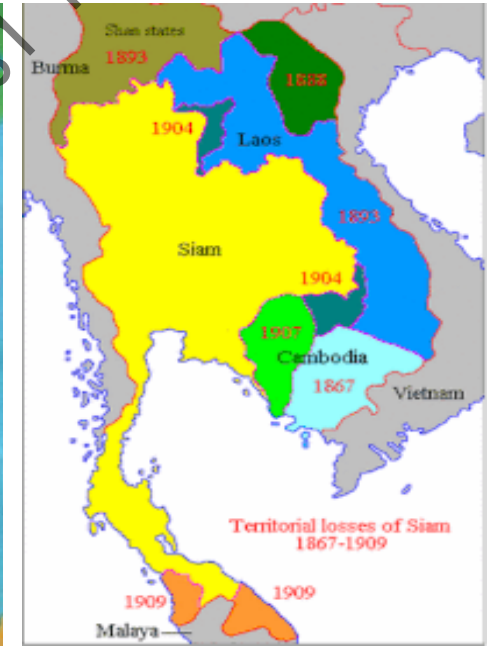 Shan states
1893
Burma
1888
1904
Laos
1893
Siam
1904
1907
Cambodia
1867
Vietnam
Territorial losses of Siam
1867-1909
1909
1909
Malaya